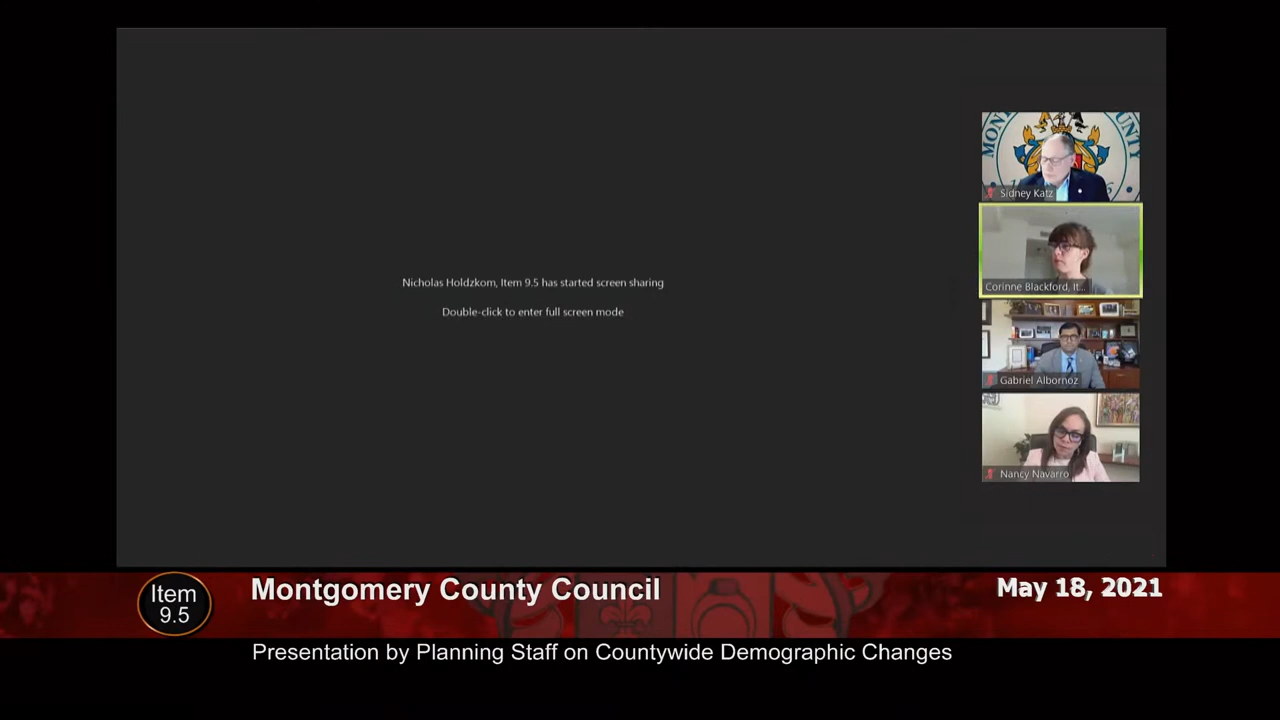 Nicholas Holdzkom, Item 9.5 has started screen sharing
Double-click to enter full screen mode
Sidney Katz
Corinne Blackford, It...
Gabriel Albornoz
Nancy Navarro
Item
9.5
Montgomery County Council
May 18, 2021
Presentation by Planning Staff on Countywide Demographic Changes